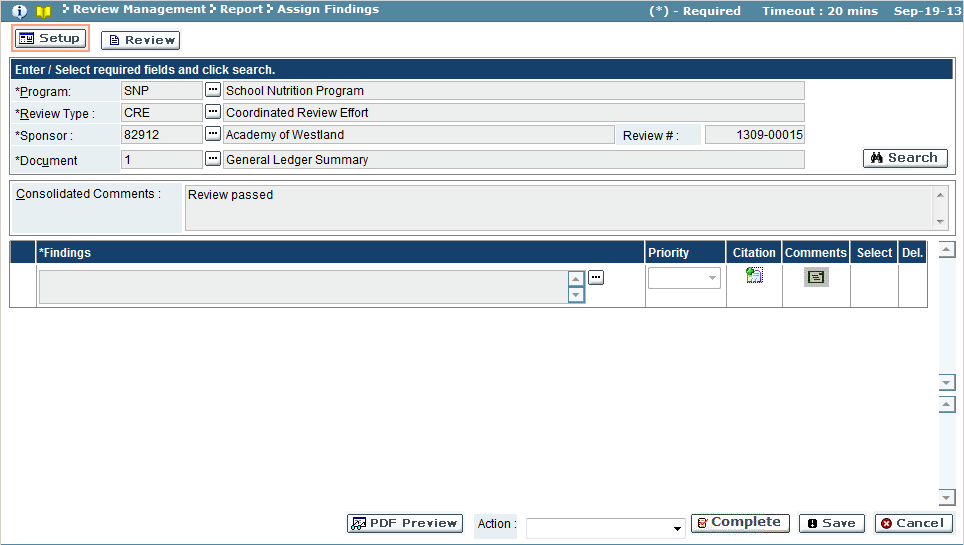 Review Management Report Assign Findings (*) - Required Timeout : 20 mins Sep-19-13
Setup Review
Enter / Select required fields and click search.
*Program: SNP ... School Nutrition Program
*Review Type : CRE ... Coordinated Review Effort
*Sponsor : 82912 ... Academy of Westland Review # : 1309-00015
*Document 1 ... General Ledger Summary Search
Consolidated Comments : Review passed
*Findings Priority Citation Comments Select Del.
...
PDF Preview Action : Complete Save Cancel